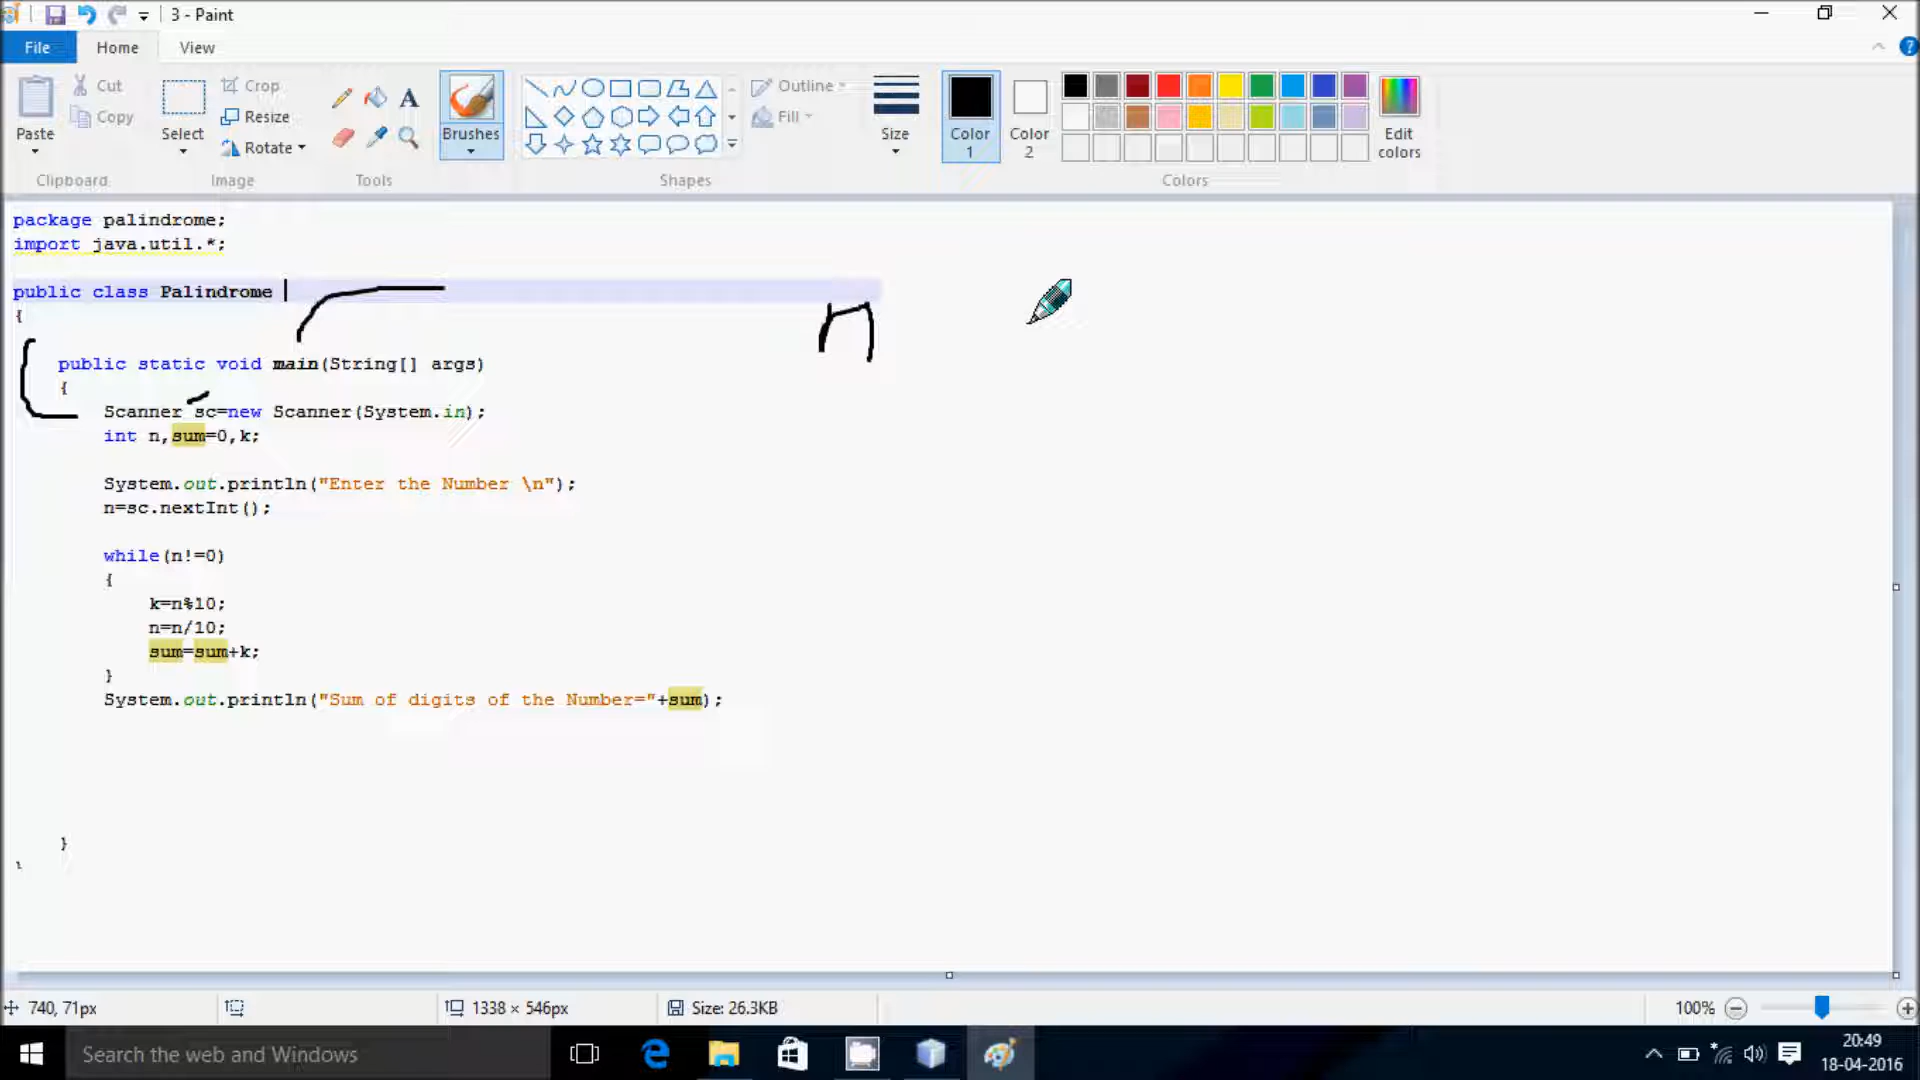 3 - Paint
File Home View
Paste Cut Copy Clipboard
Select Crop Resize Rotate Image
Tools
Brushes
Shapes
Outline Fill
Size
Color 1 Color 2
Edit colors
Colors
package palindrome;
import java.util.*;
public class Palindrome
{
public static void main(String[] args)
{
Scanner sc=new Scanner(System.in);
int n,sum=0,k;
System.out.println("Enter the Number \n");
n=sc.nextInt();
while(n!=0)
{
k=n%10;
n=n/10;
sum=sum+k;
}
System.out.println("Sum of digits of the Number="+sum);
}
n
740, 71px 1338 × 546px Size: 26.3KB 100%
Search the web and Windows
20:49
18-04-2016